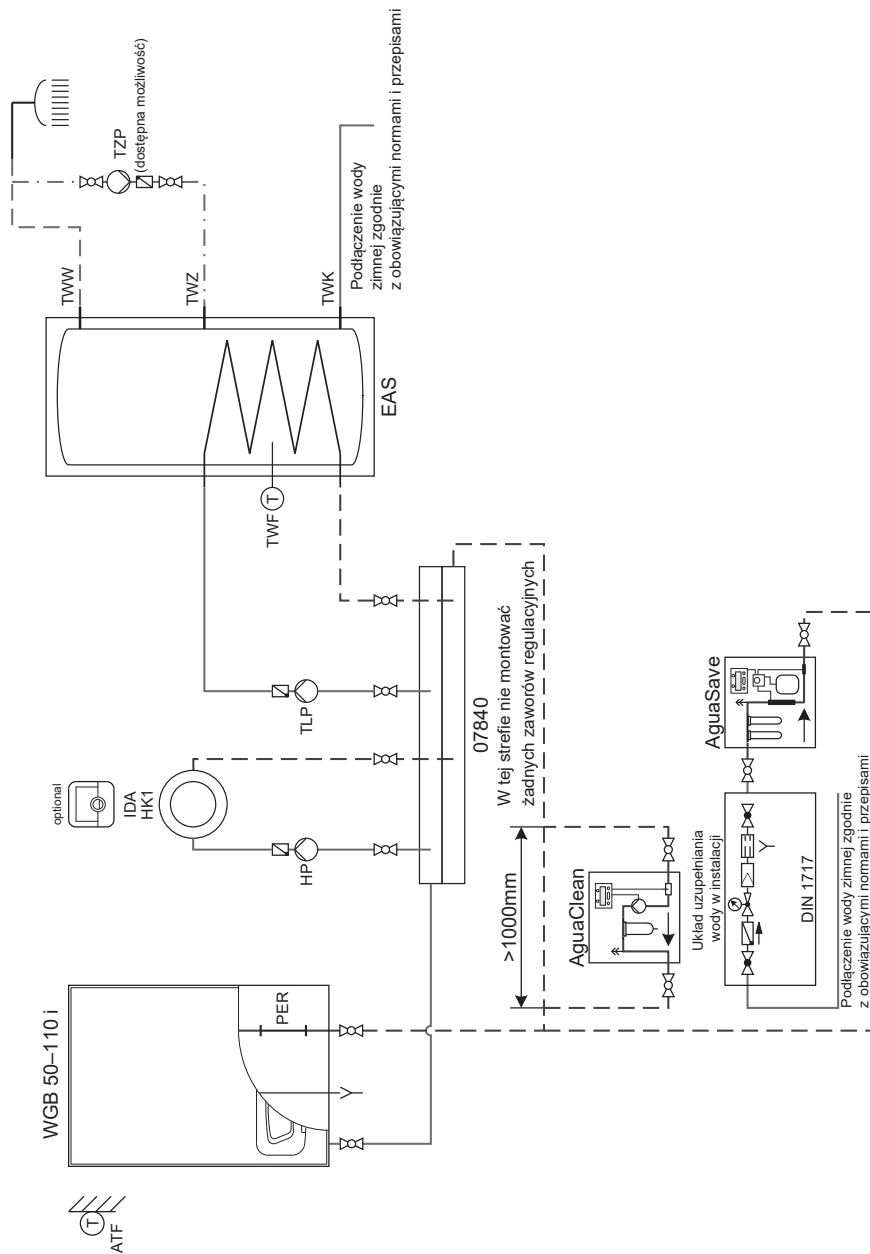 WGB 50–110 i
ATF
T
PER
optional
IDA
HK1
HP
TLP
TWF
T
EAS
TWW
TWZ
TWK
TZP
(dostępna możliwość)
Podłączenie wody
zimnej zgodnie
z obowiązującymi normami i przepisami
07840
W tej strefie nie montować
żadnych zaworów regulacyjnych
>1000mm
AguaClean
Układ uzupełniania
wody w instalacji
DIN 1717
AguaSave
Podłączenie wody zimnej zgodnie
z obowiązującymi normami i przepisami